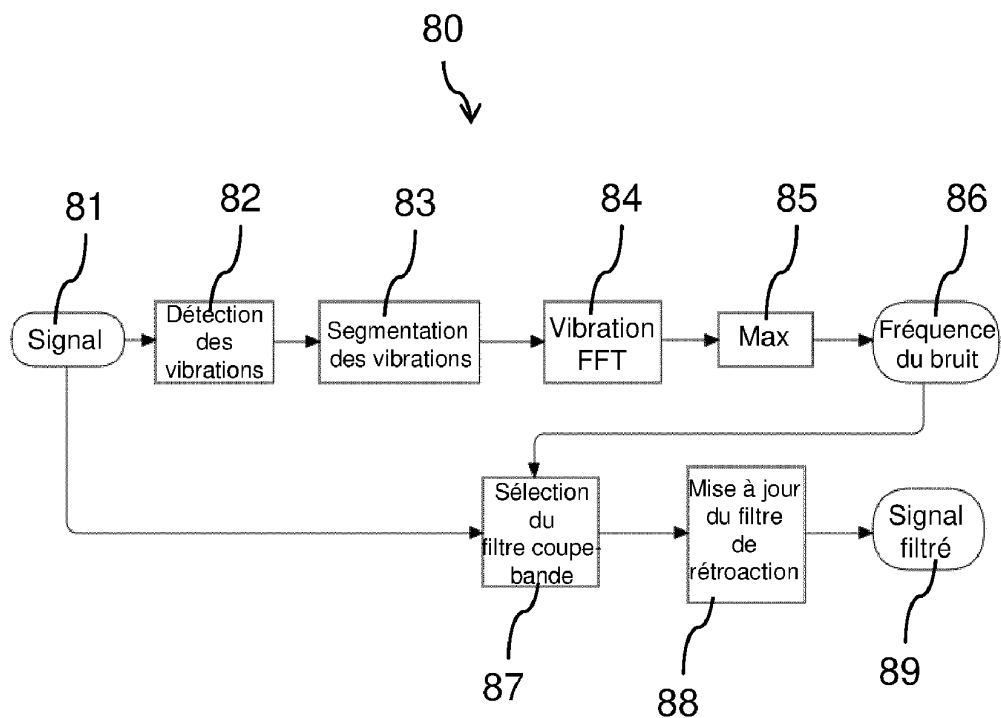 80
81
82
83
84
85
86
Signal
Détection
des
vibrations
Segmentation
des vibrations
Vibration
FFT
Max
Fréquence
du bruit
Sélection
du
filtre coupe-
bande
Mise à jour
du filtre
de
rétroaction
Signal
filtré
87
88
89